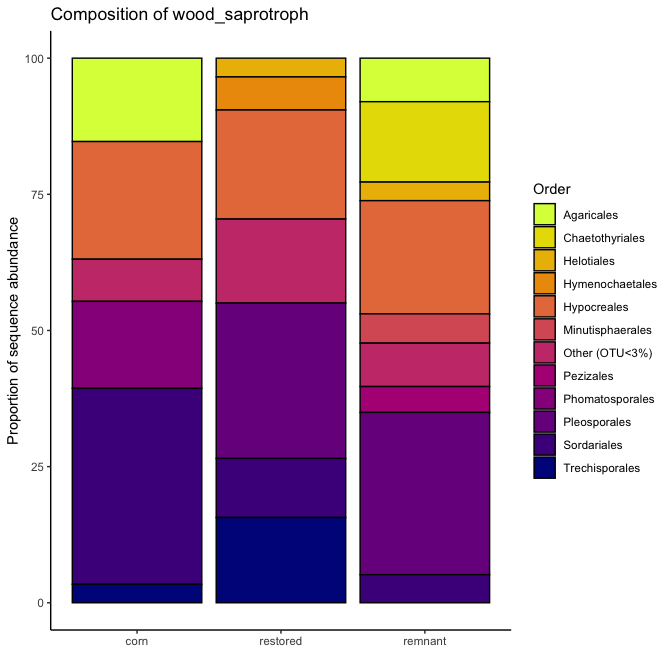 Composition of wood_saprotroph
Proportion of sequence abundance
100
75
50
25
0
corn
restored
remnant
Order
Agaricales
Chaetothyriales
Helotiales
Hymenochaetales
Hypocreales
Minutisphaerales
Other (OTU<3%)
Pezizales
Phomatosporales
Pleosporales
Sordariales
Trechisporales